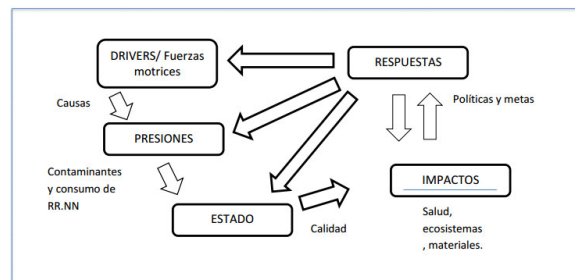 DRIVERS/ Fuerzas
motrices
RESPUESTAS
Causas
Políticas y metas
PRESIONES
Contaminantes
y consumo de
RR.NN
IMPACTOS
ESTADO
Calidad
Salud,
ecosistemas
, materiales.